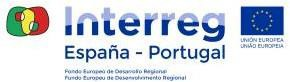 Interreg
España - Portugal
Fondo Europeo de Desarrollo Regional
Fundo Europeu de Desenvolvimento Regional
UNIÓN EUROPEA
UNIÃO EUROPEIA